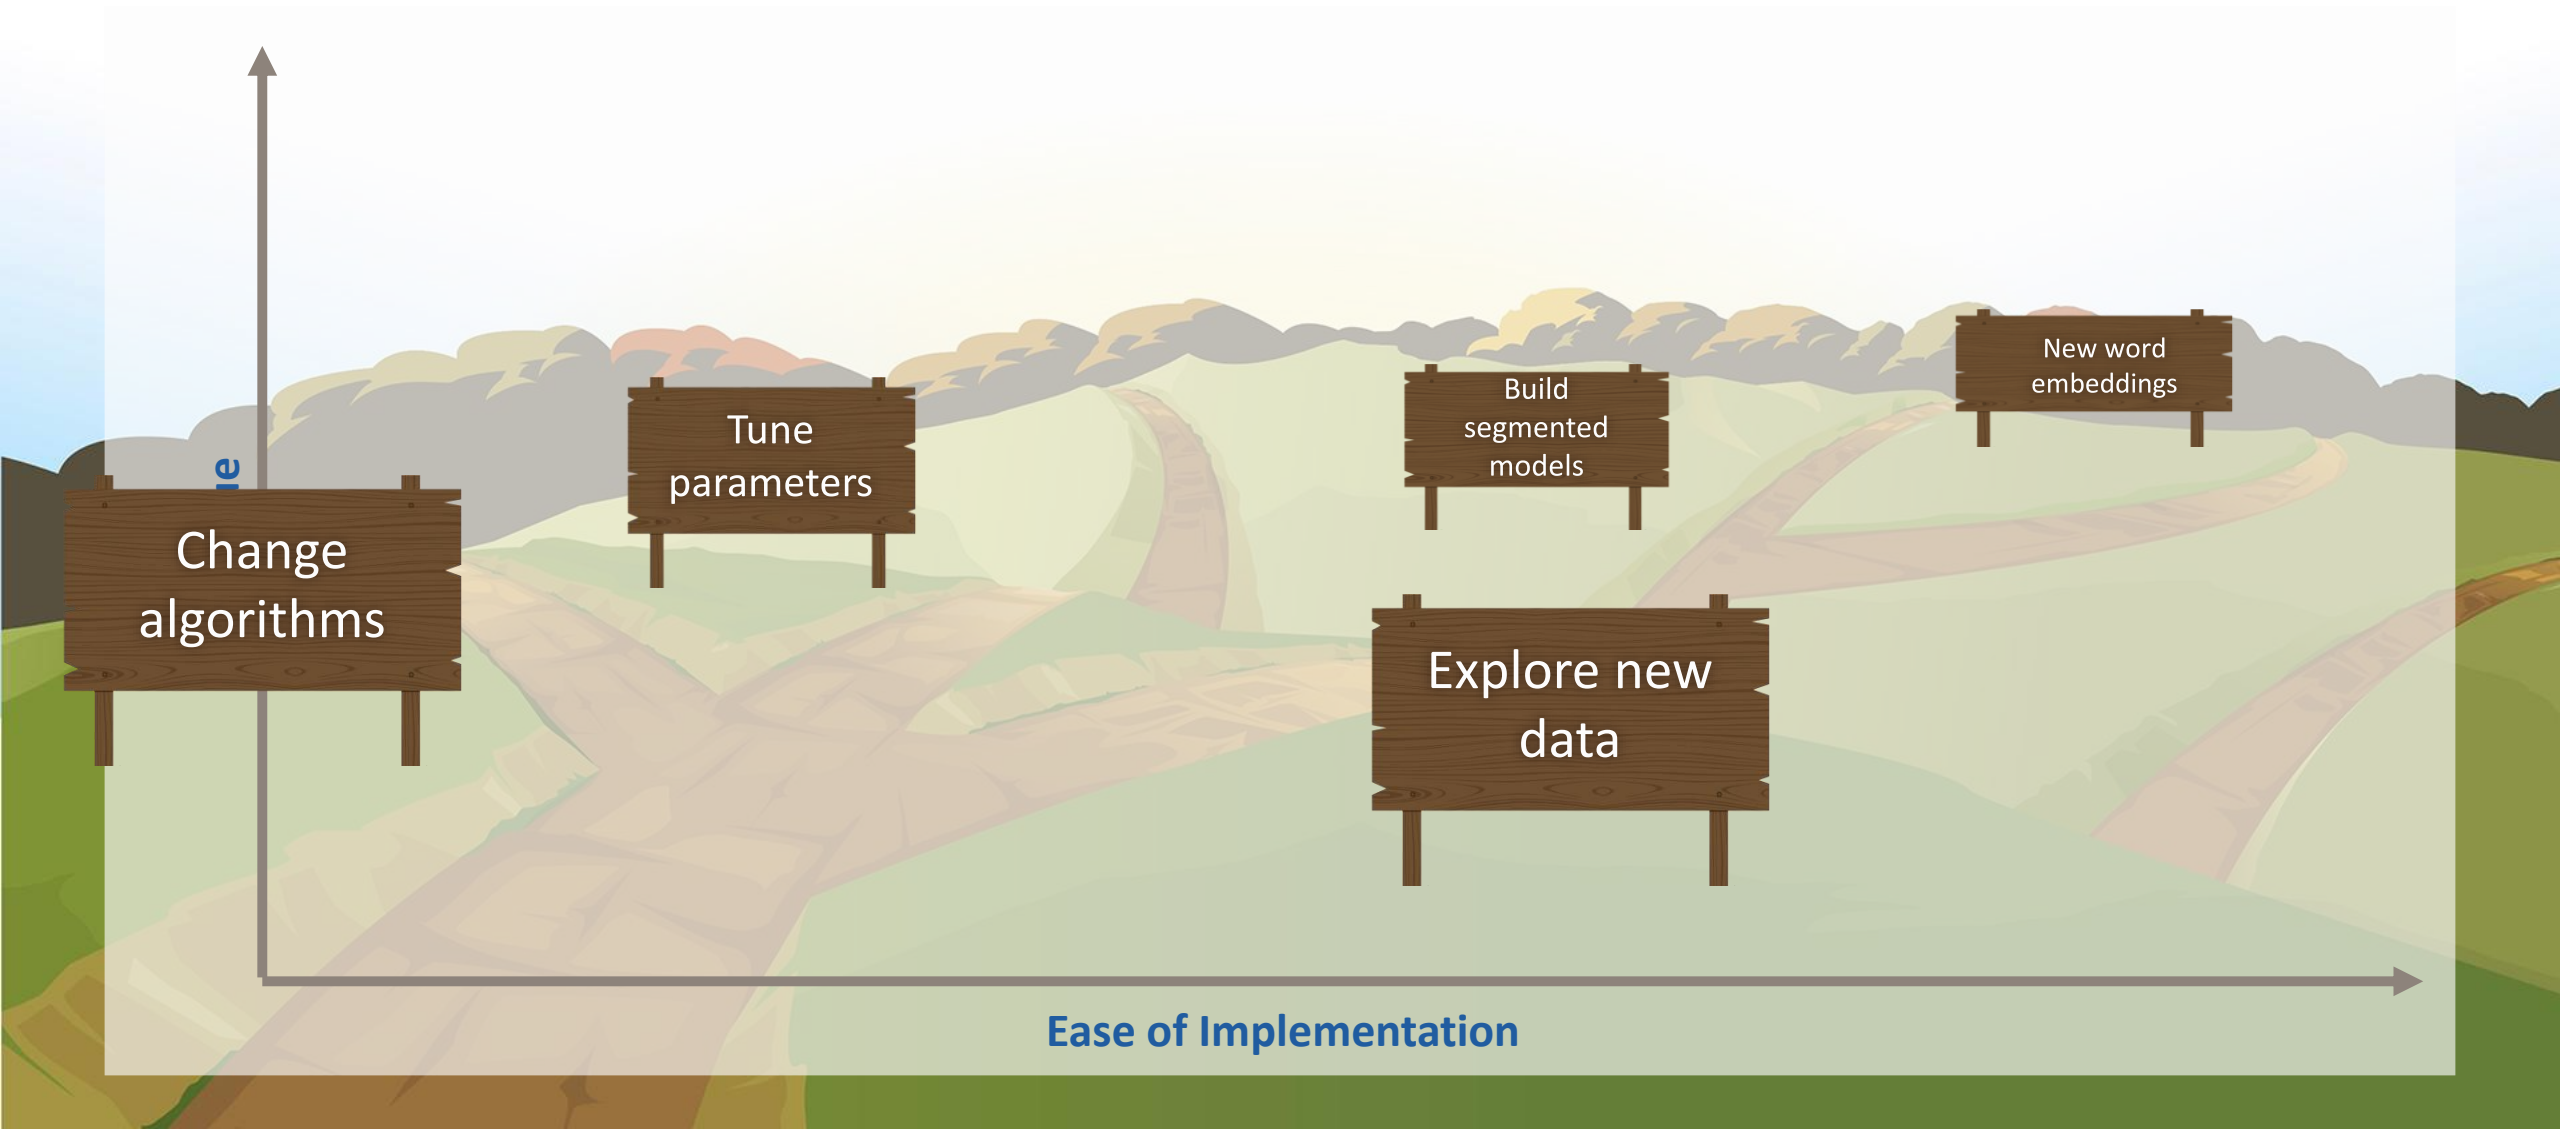 New word
embeddings
Build
segmented
models
Tune
parameters
Change
algorithms
Explore new
data
Ease of Implementation